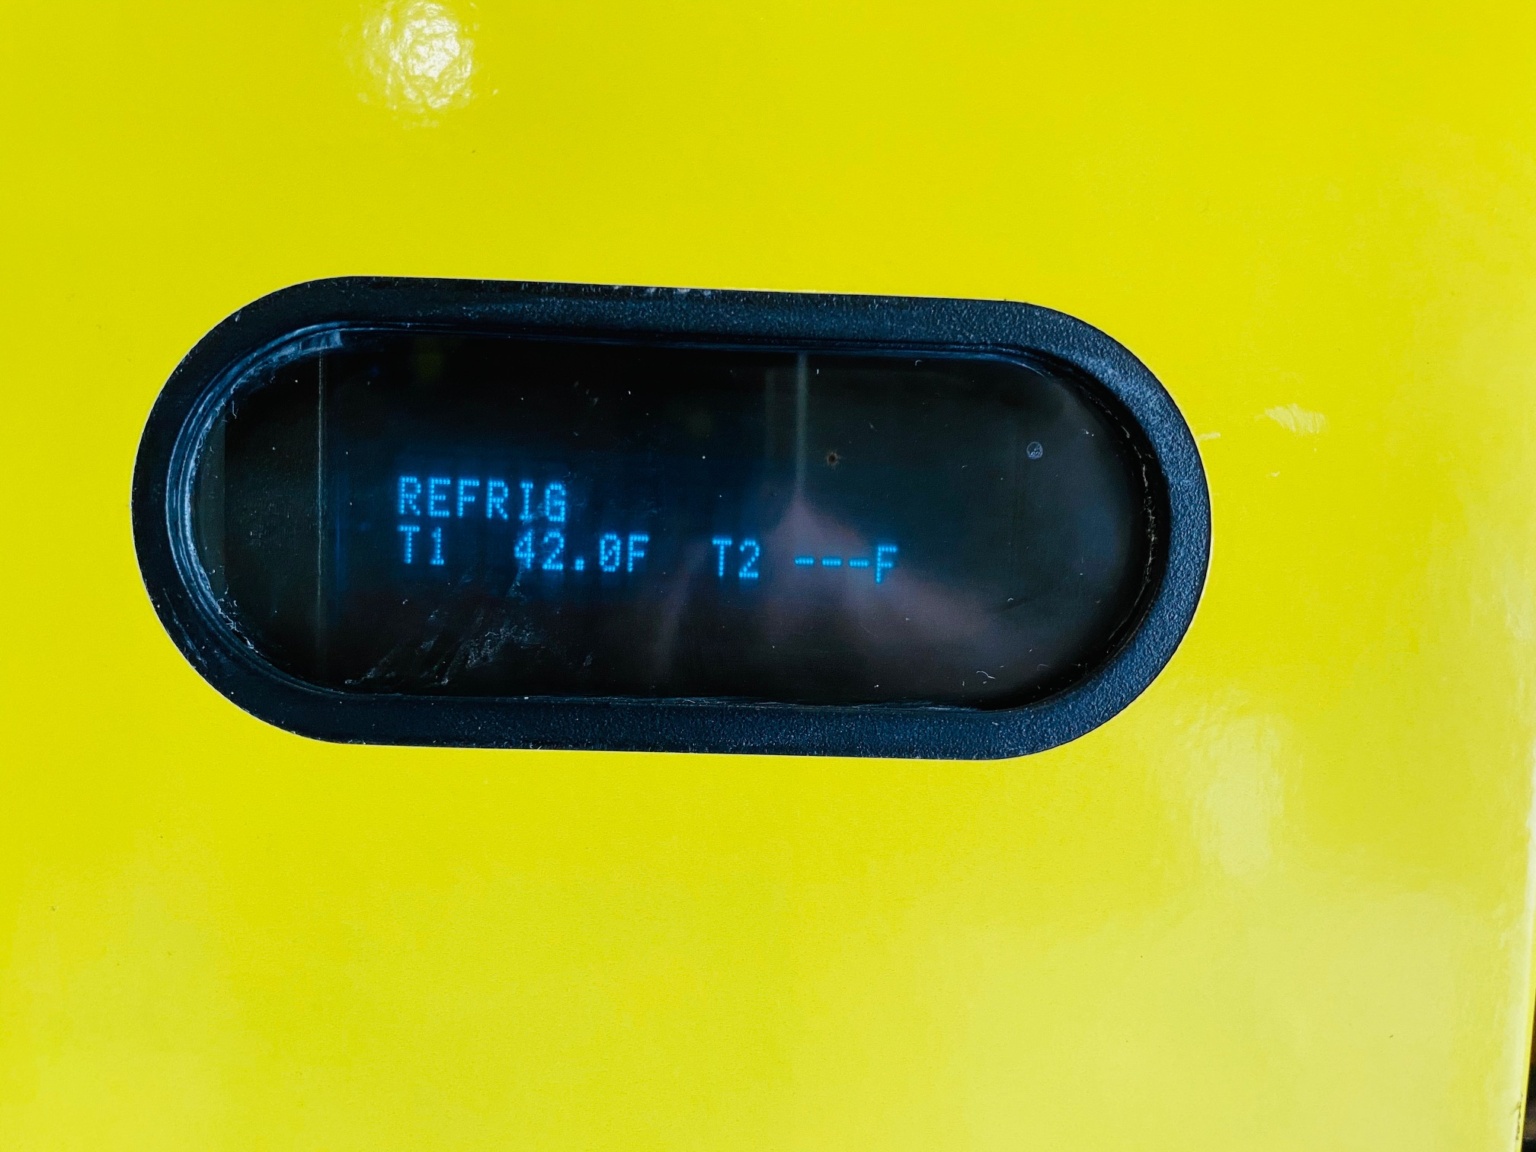 REFRIG
T1 42.0F T2 ---F